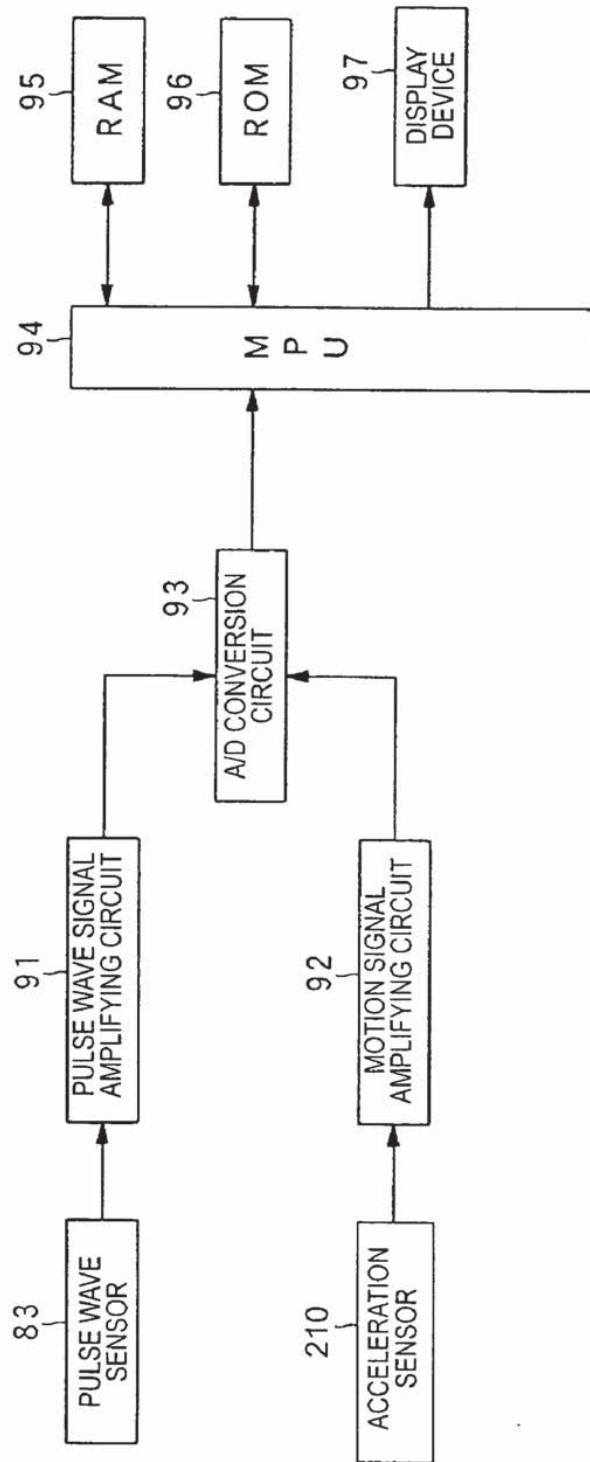 83
PULSE WAVE
SENSOR
91
PULSE WAVE SIGNAL
AMPLIFYING CIRCUIT
210
ACCELERATION
SENSOR
92
MOTION SIGNAL
AMPLIFYING CIRCUIT
93
A/D CONVERSION
CIRCUIT
94
M P U
95
RAM
96
ROM
97
DISPLAY
DEVICE